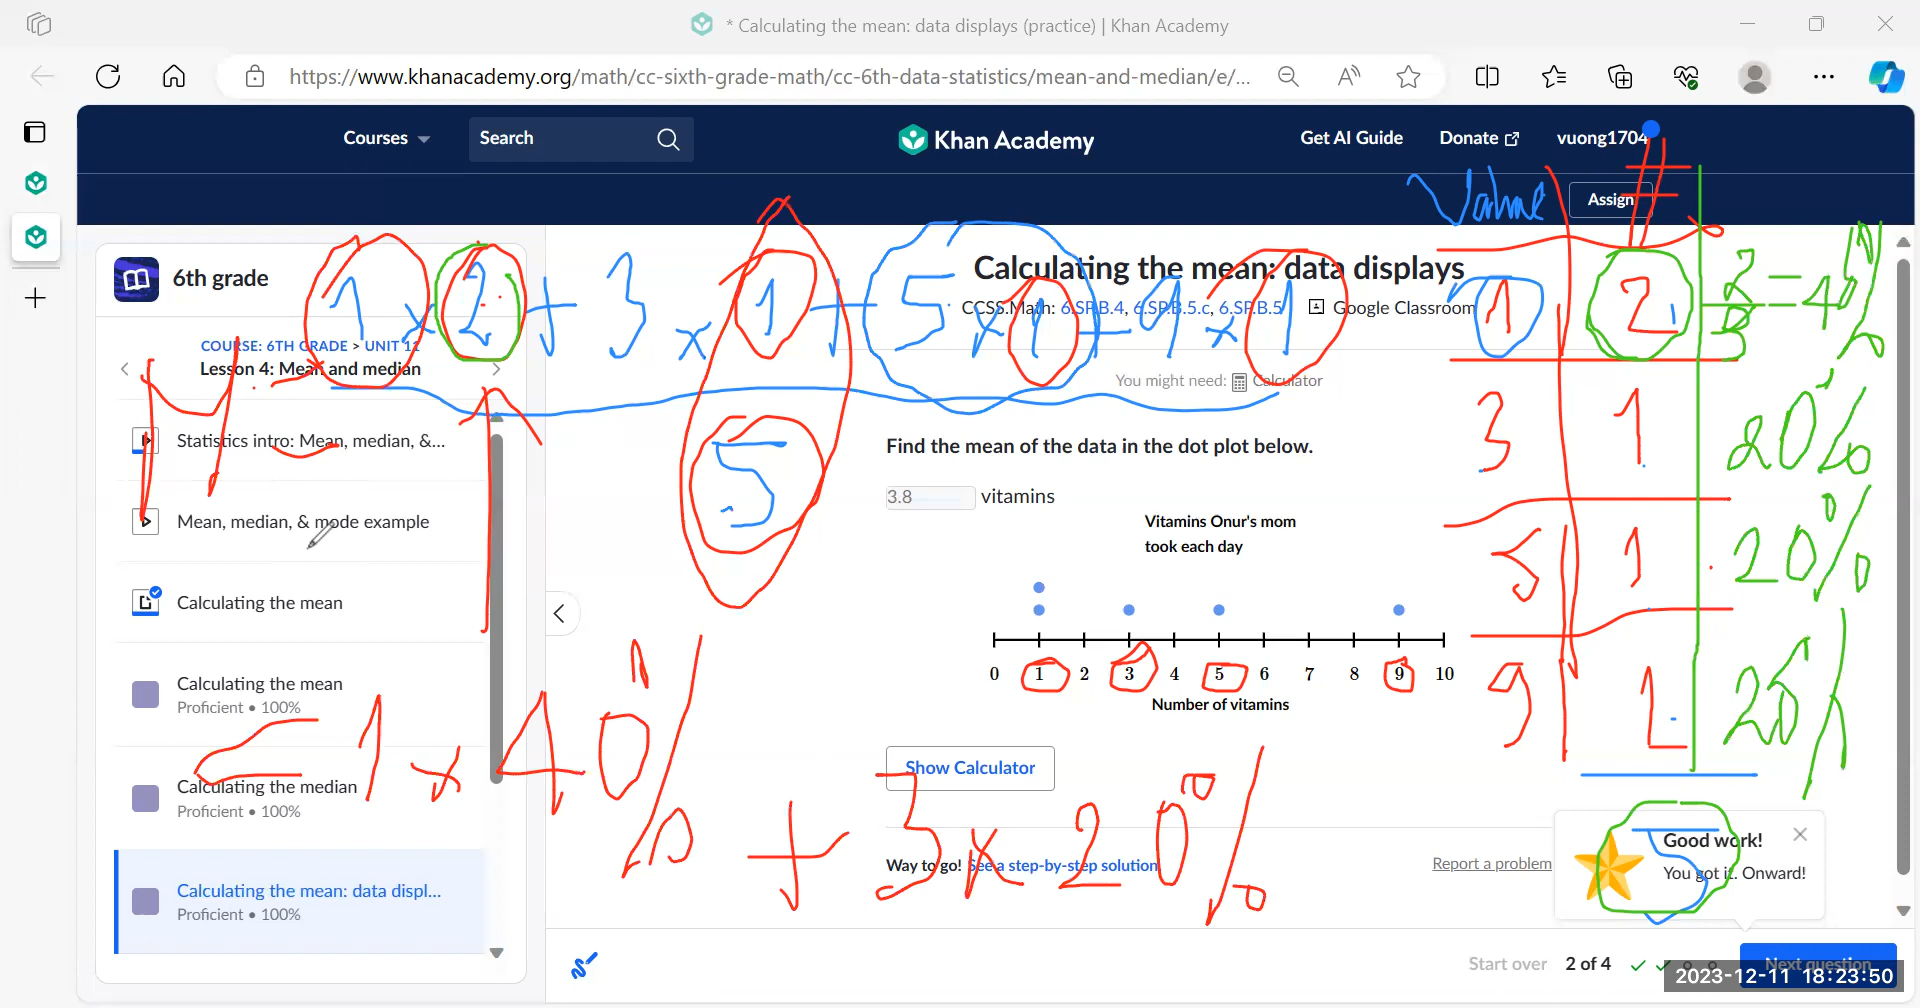 * Calculating the mean: data displays (practice) | Khan Academy
https://www.khanacademy.org/math/cc-sixth-grade-math/cc-6th-data-statistics/mean-and-median/e/...
Courses
Search
Khan Academy
Get AI Guide
Donate
vuong1704
Value
#
Assign
6th grade
COURSE: 6TH GRADE > UNIT 11
Lesson 4: Mean and median
Statistics intro: Mean, median, &...
Mean, median, & mode example
Calculating the mean
Calculating the mean
Proficient • 100%
Calculating the median
Proficient • 100%
Calculating the mean: data displ...
Proficient • 100%
1 x 2 + 3 x 1 + 5 x 1 + 9 x 1
5
Calculating the mean: data displays
CCSS.Math: 6.SP.B.4, 6.SP.B.5.c, 6.SP.B.5
Google Classroom
You might need: Calculator
Find the mean of the data in the dot plot below.
3.8 vitamins
Vitamins Onur's mom
took each day
0 1 2 3 4 5 6 7 8 9 10
Number of vitamins
1 2
3 1 20%
5 1 20%
9 1 20%
5
Show Calculator
1 x 40% + 3 x 20%
Way to go! See a step-by-step solution
Report a problem
Good work!
You got it. Onward!
Start over
2 of 4
Next question
2023-12-11 18:23:50